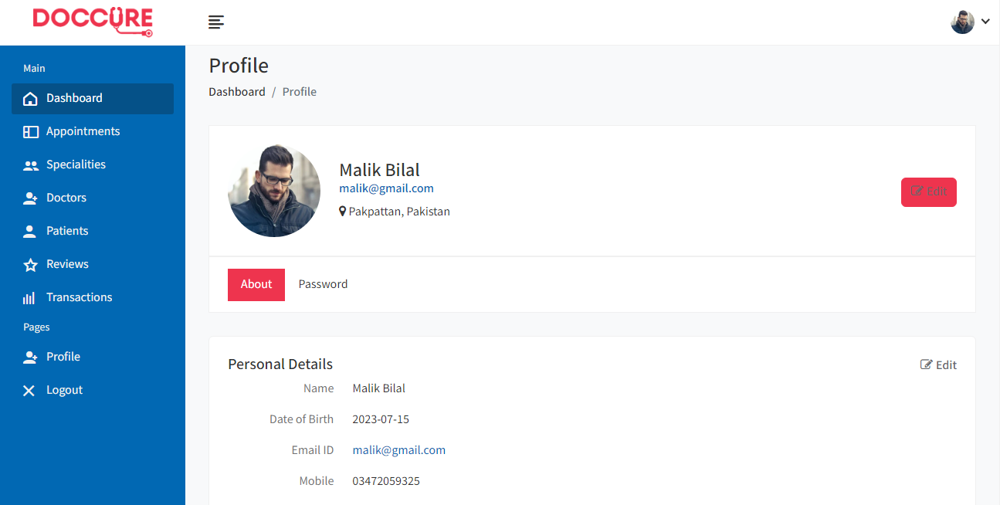 DOCCURE
Main
Dashboard
Appointments
Specialities
Doctors
Patients
Reviews
Transactions
Pages
Profile
Logout
Profile
Dashboard / Profile
Malik Bilal
malik@gmail.com
Pakpattan, Pakistan
Edit
About Password
Personal Details Edit
Name Malik Bilal
Date of Birth 2023-07-15
Email ID malik@gmail.com
Mobile 03472059325